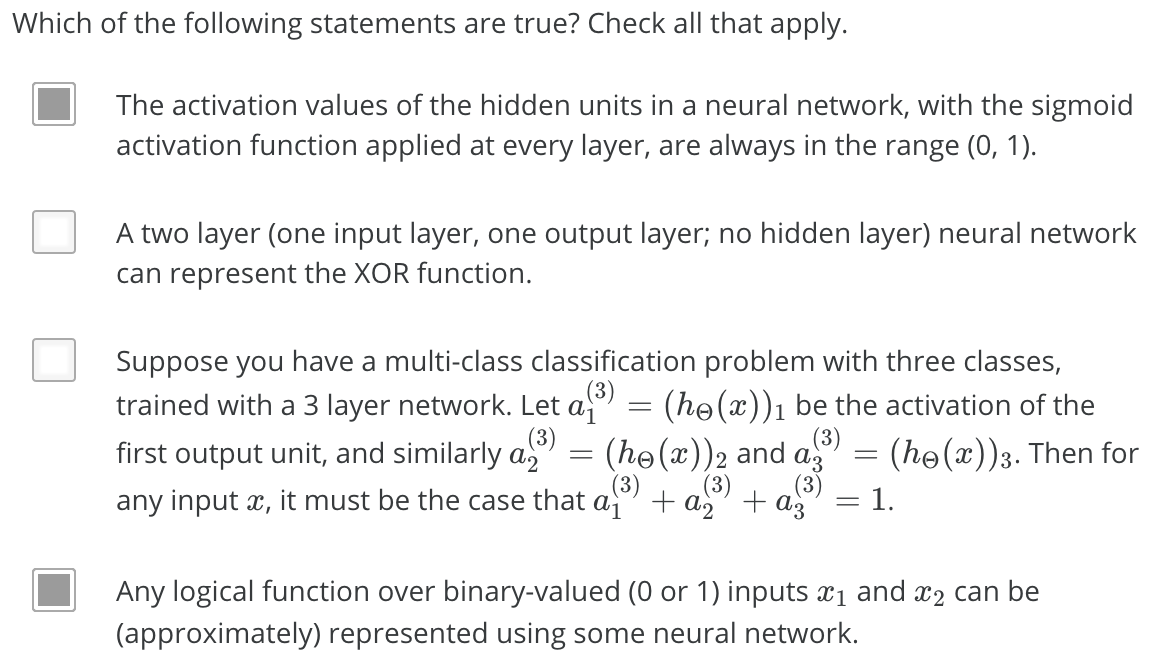 Which of the following statements are true? Check all that apply.
The activation values of the hidden units in a neural network, with the sigmoid
activation function applied at every layer, are always in the range (0, 1).
A two layer (one input layer, one output layer; no hidden layer) neural network
can represent the XOR function.
Suppose you have a multi-class classification problem with three classes,
trained with a 3 layer network. Let $a_1^{(3)} = (h_\Theta(x))_1$ be the activation of the
first output unit, and similarly $a_2^{(3)} = (h_\Theta(x))_2$ and $a_3^{(3)} = (h_\Theta(x))_3$. Then for
any input $x$, it must be the case that $a_1^{(3)} + a_2^{(3)} + a_3^{(3)} = 1$.
Any logical function over binary-valued (0 or 1) inputs $x_1$ and $x_2$ can be
(approximately) represented using some neural network.